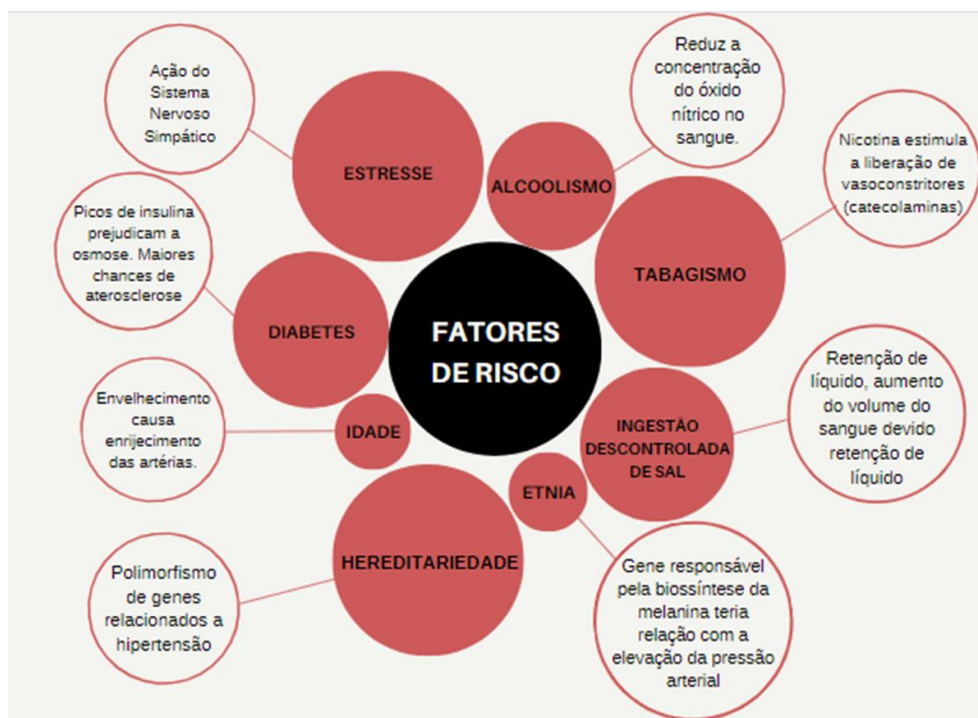 FATORES
DE RISCO
ESTRESSE
Ação do
Sistema
Nervoso
Simpático
ALCOOLISMO
Reduz a
concentração
do óxido
nítrico no
sangue.
TABAGISMO
Nicotina estimula
a liberação de
vasoconstritores
(catecolaminas)
INGESTÃO
DESCONTROLADA
DE SAL
Retenção de
líquido, aumento
do volume do
sangue devido
retenção de
líquido
ETNIA
Gene responsável
pela biossíntese da
melanina teria
relação com a
elevação da pressão
arterial
HEREDITARIEDADE
Polimorfismo
de genes
relacionados a
hipertensão
IDADE
Envelhecimento
causa
enrijecimento
das artérias.
DIABETES
Picos de insulina
prejudicam a
osmose. Maiores
chances de
aterosclerose